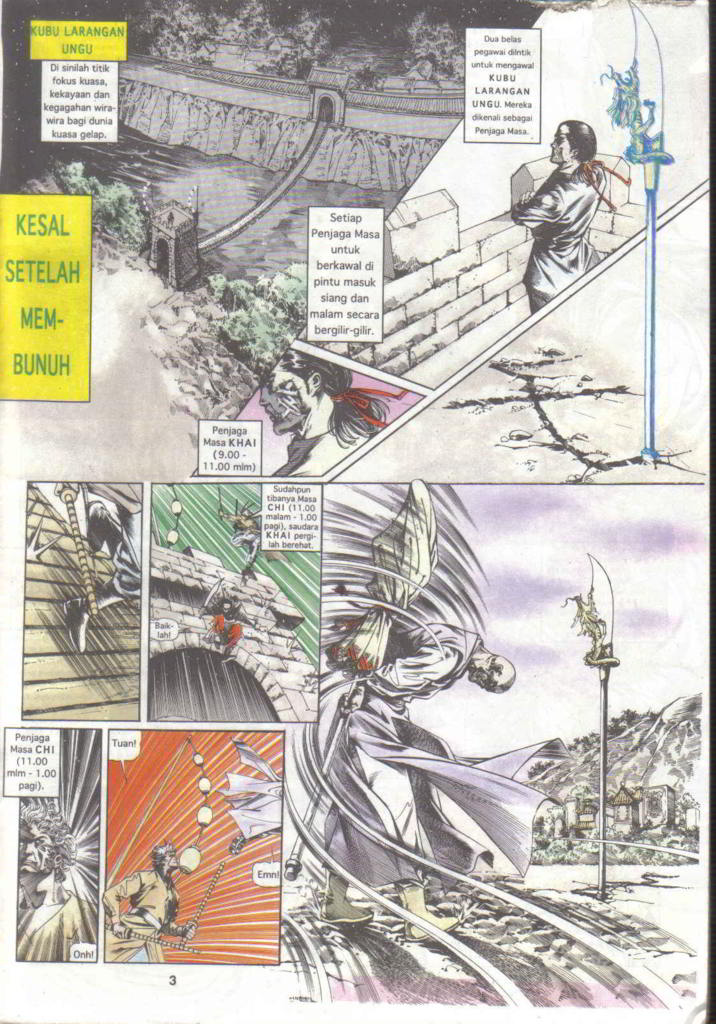 KUBU LARANGAN
UNGU
Di sinilah titik
fokus kuasa,
kekayaan dan
kegagahan wira-
wira bagi dunia
kuasa gelap.
Dua belas
pegawai dilntik
untuk mengawal
KUBU
LARANGAN
UNGU. Mereka
dikenali sebagai
Penjaga Masa.
KESAL
SETELAH
MEM-
BUNUH
Setiap
Penjaga Masa
untuk
berkawal di
pintu masuk
siang dan
malam secara
bergilir-gilir.
Penjaga
Masa KHAI
(9.00 -
11.00 mlm)
Sudahpun
tibanya Masa
CHI (11.00
malam - 1.00
pagi), saudara
KHAI pergi-
lah berehat.
Baik-
lah!
Penjaga
Masa CHI
(11.00
mlm - 1.00
pagi).
Onh!
Tuan!
Emn!
3